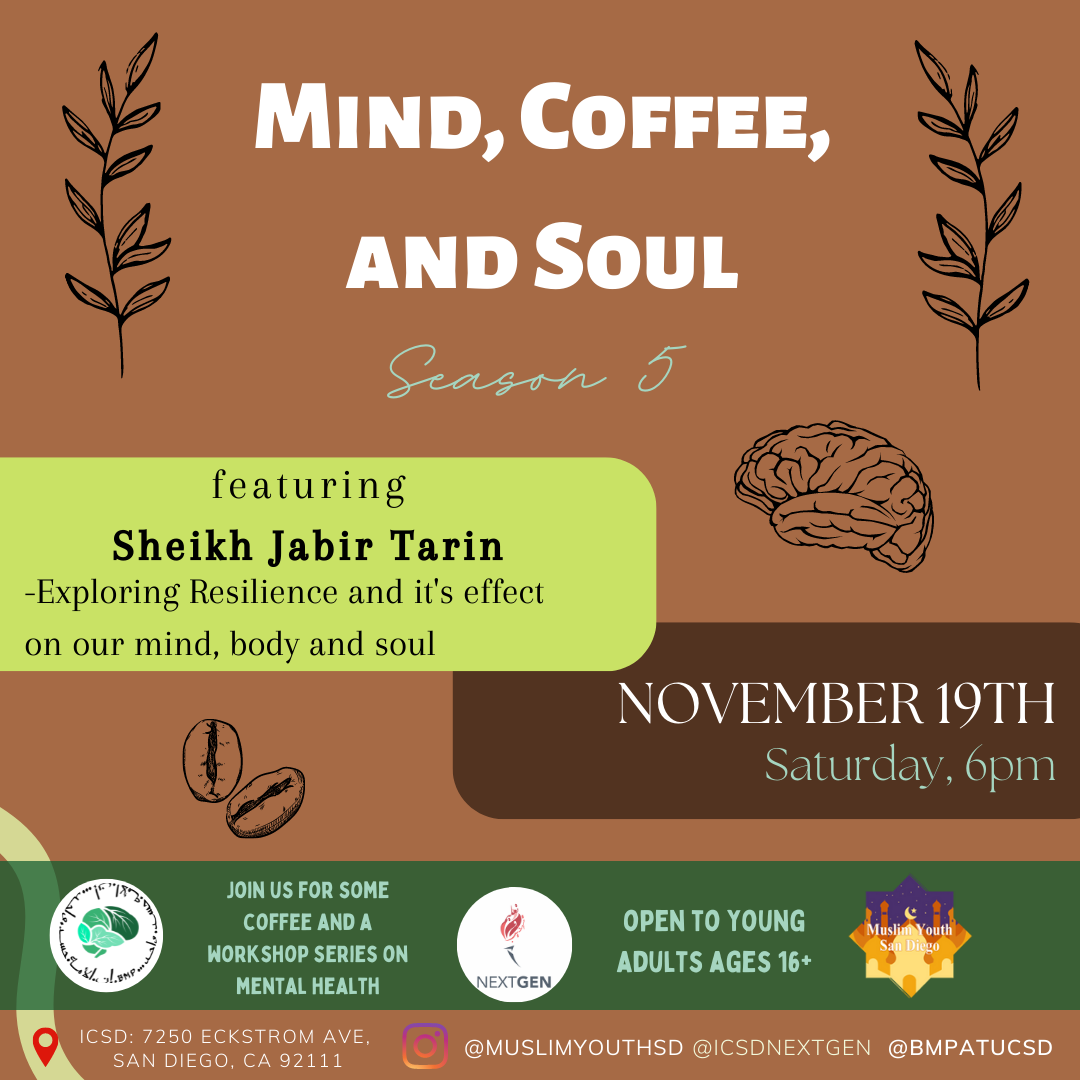 MIND, COFFEE,
AND SOUL
Season 5
featuring
Sheikh Jabir Tarin
-Exploring Resilience and it's effect
on our mind, body and soul
NOVEMBER 19TH
Saturday, 6pm
JOIN US FOR SOME
COFFEE AND A
WORKSHOP SERIES ON
MENTAL HEALTH
NEXTGEN
OPEN TO YOUNG
ADULTS AGES 16+
Muslim Youth
San Diego
ICSD: 7250 ECKSTROM AVE,
SAN DIEGO, CA 92111
@MUSLIMYOUTHSD @ICSDNEXTGEN @BMPATUCSD